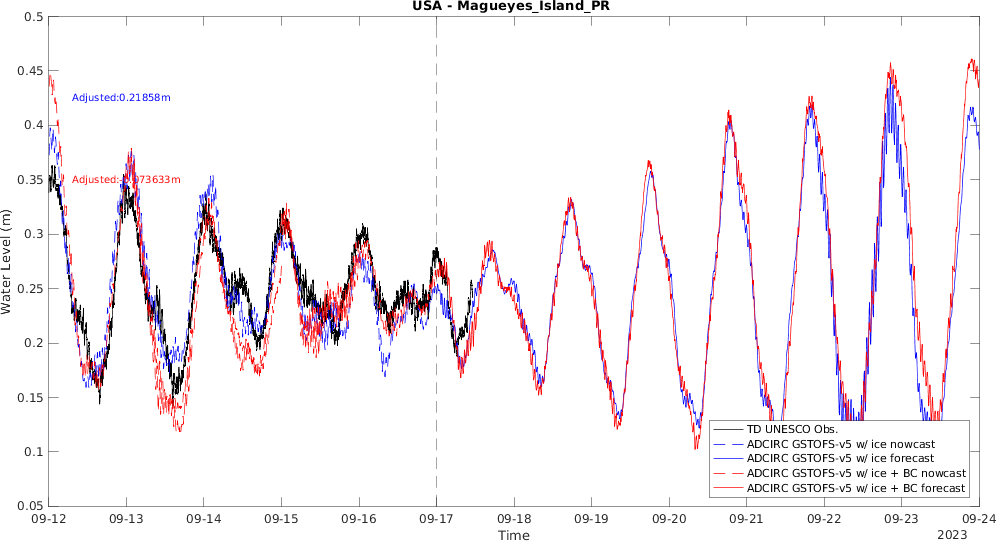 USA - Magueyes_Island_PR
0.5
0.45
0.4
0.35
0.3
0.25
0.2
0.15
0.1
0.05
Water Level (m)
Adjusted:0.21858m
Adjusted:-0.073633m
TD UNESCO Obs.
ADCIRC GSTOFS-v5 w/ ice nowcast
ADCIRC GSTOFS-v5 w/ ice forecast
ADCIRC GSTOFS-v5 w/ ice + BC nowcast
ADCIRC GSTOFS-v5 w/ ice + BC forecast
09-12 09-13 09-14 09-15 09-16 09-17 09-18 09-19 09-20 09-21 09-22 09-23 09-24
Time
2023